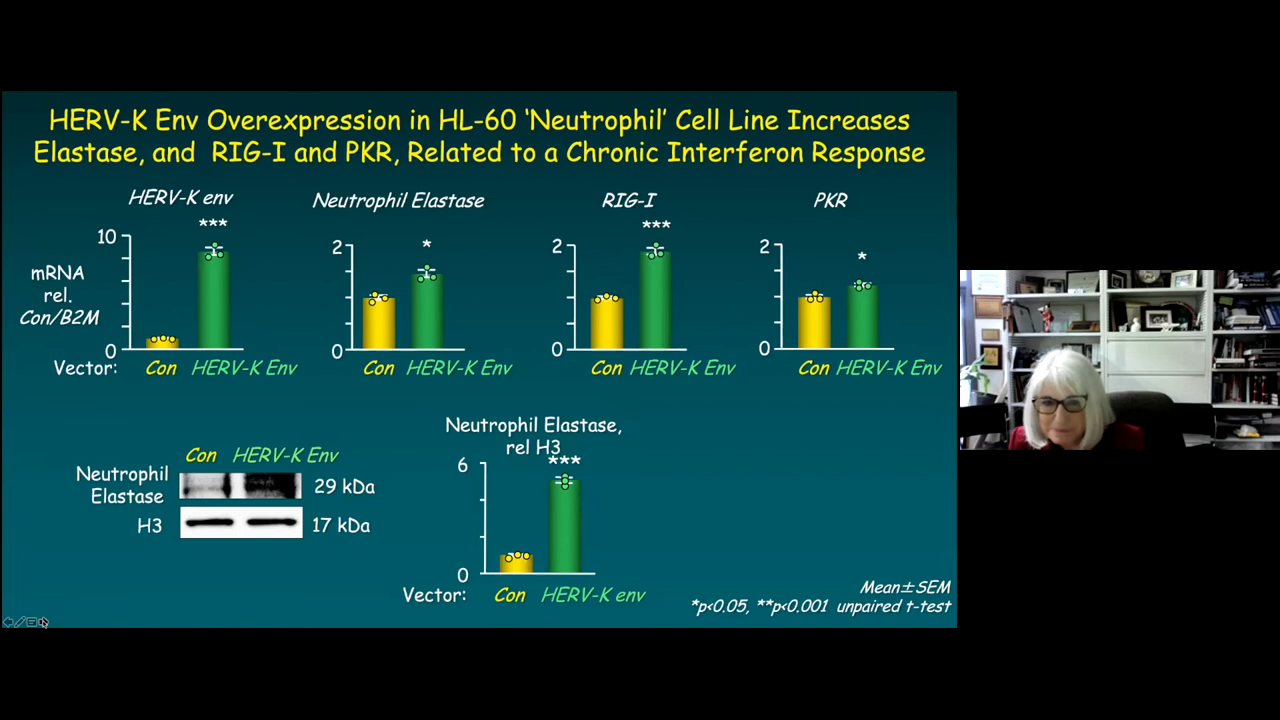 HERV-K Env Overexpression in HL-60 ‘Neutrophil’ Cell Line Increases
Elastase, and RIG-I and PKR, Related to a Chronic Interferon Response
HERV-K env
***
10
0
mRNA
rel.
Con/B2M
Vector:
Con
HERV-K Env
Neutrophil Elastase
*
2
0
Con
HERV-K Env
RIG-I
***
2
0
Con
HERV-K Env
PKR
*
2
0
Con
HERV-K Env
Con
HERV-K Env
Neutrophil
Elastase
29 kDa
H3
17 kDa
Neutrophil Elastase,
rel H3
***
6
0
Vector:
Con
HERV-K env
Mean±SEM
*p<0.05, **p<0.001 unpaired t-test